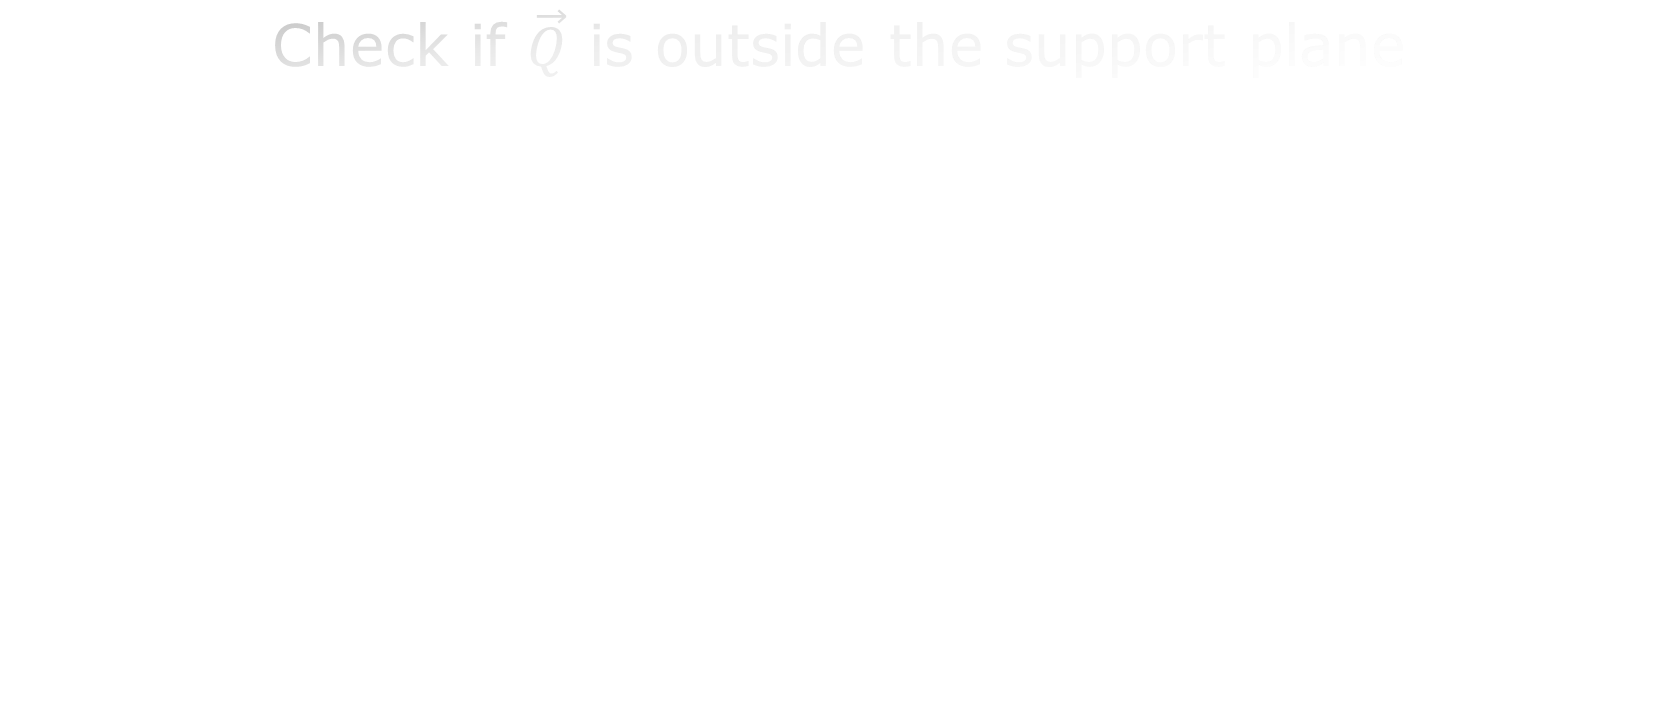 Check if $\vec{Q}$ is outside the support plane